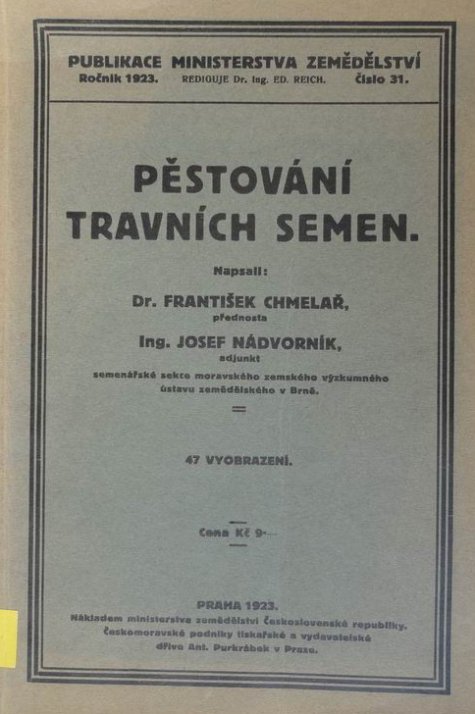 PUBLIKACE MINISTERSTVA ZEMĚDĚLSTVÍ
Ročník 1923. REDIGUJE Dr. Ing. ED. REICH. Číslo 31.
PĚSTOVÁNÍ
TRAVNÍCH SEMEN.
Napsali:
Dr. FRANTIŠEK CHMELAŘ,
přednosta
Ing. JOSEF NÁDVORNÍK,
adjunkt
semenářské sekce moravského zemského výzkumného
ústavu zemědělského v Brně.
47 VYOBRAZENÍ.
Cena Kč 9·—
PRAHA 1923.
Nákladem ministerstva zemědělství Československé republiky.
Českomoravské podniky tiskařské a vydavatelské
dříve Ant. Purkrábek v Praze.